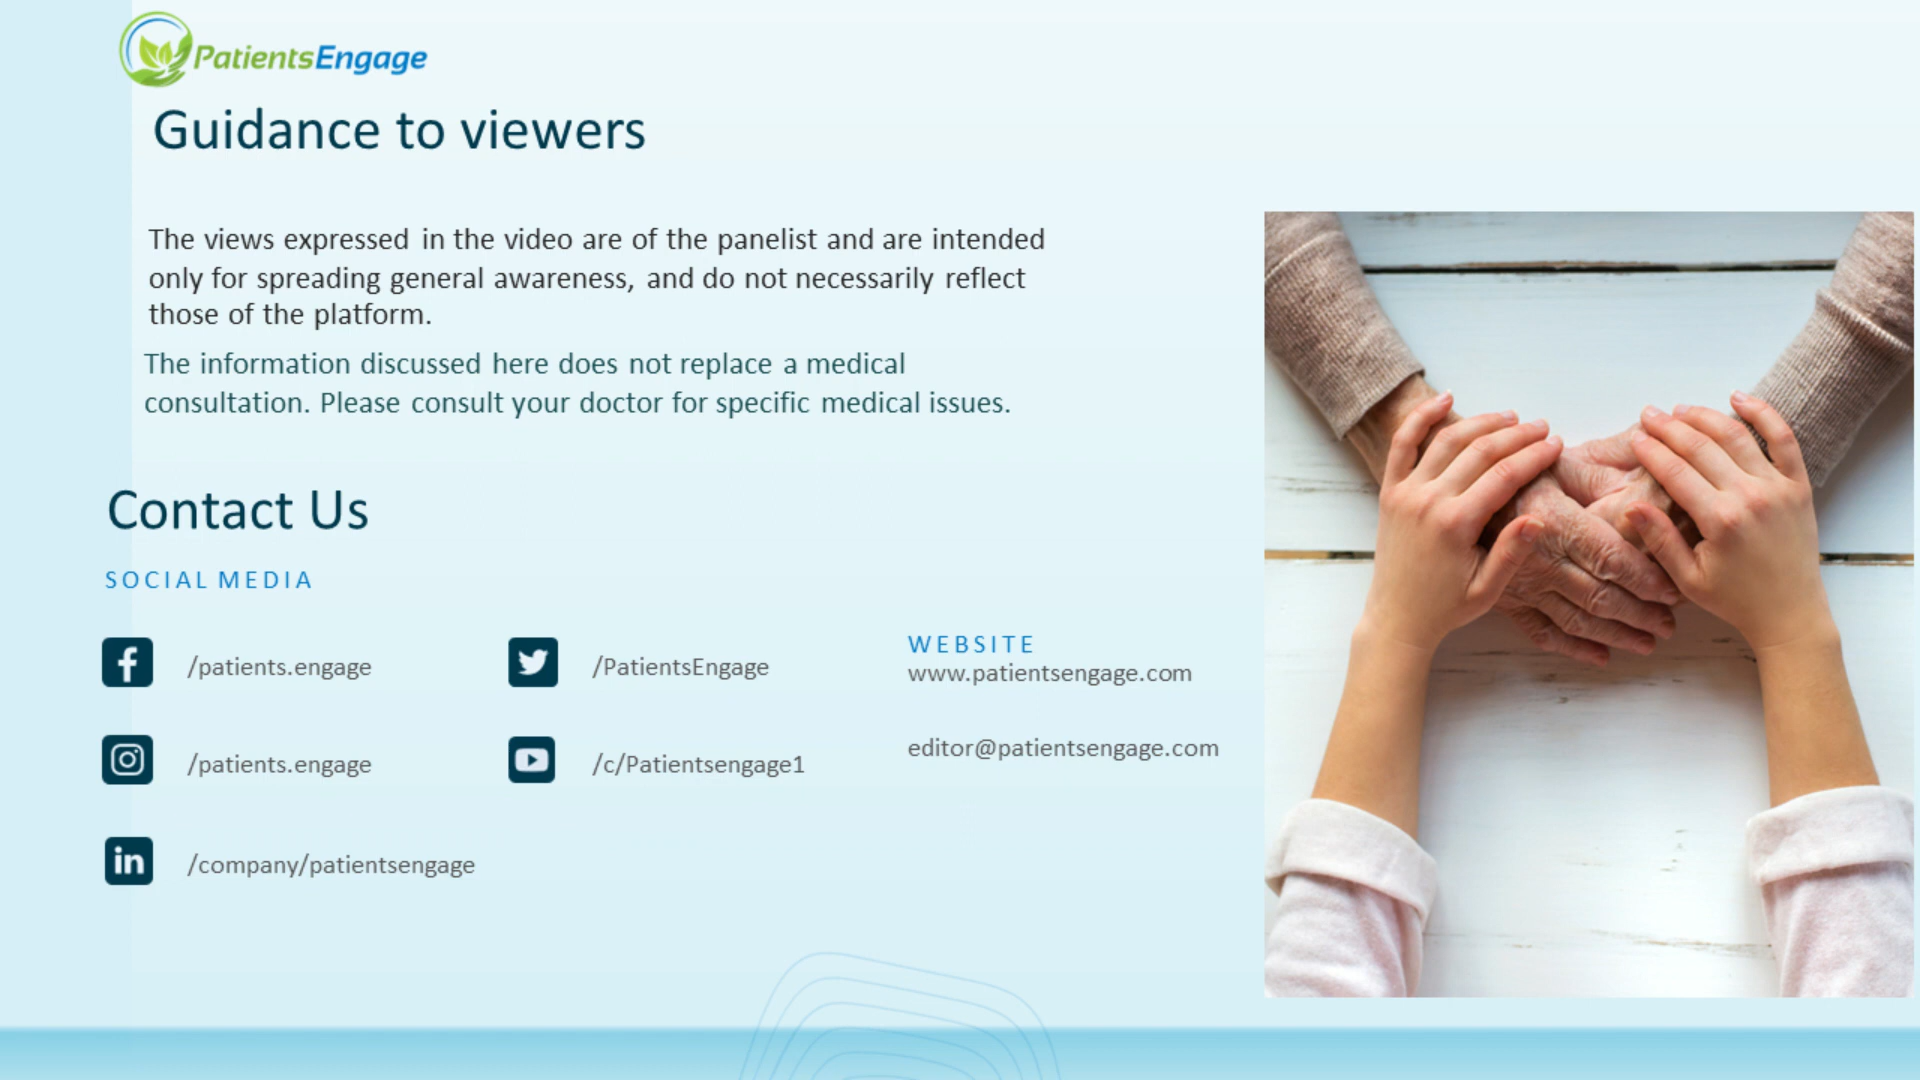 PatientsEngage
Guidance to viewers
The views expressed in the video are of the panelist and are intended
only for spreading general awareness, and do not necessarily reflect
those of the platform.
The information discussed here does not replace a medical
consultation. Please consult your doctor for specific medical issues.
Contact Us
SOCIAL MEDIA
/patients.engage
/PatientsEngage
/patients.engage
/c/Patientsengage1
/company/patientsengage
WEBSITE
www.patientsengage.com
editor@patientsengage.com